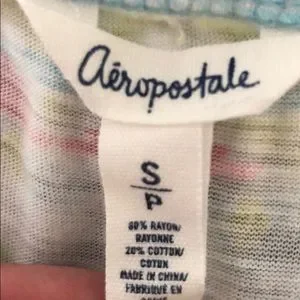 aéropostale
S
P
80% RAYON/
RAYONNE
20% COTTON/
COTON
MADE IN CHINA/
FABRIQUÉ EN